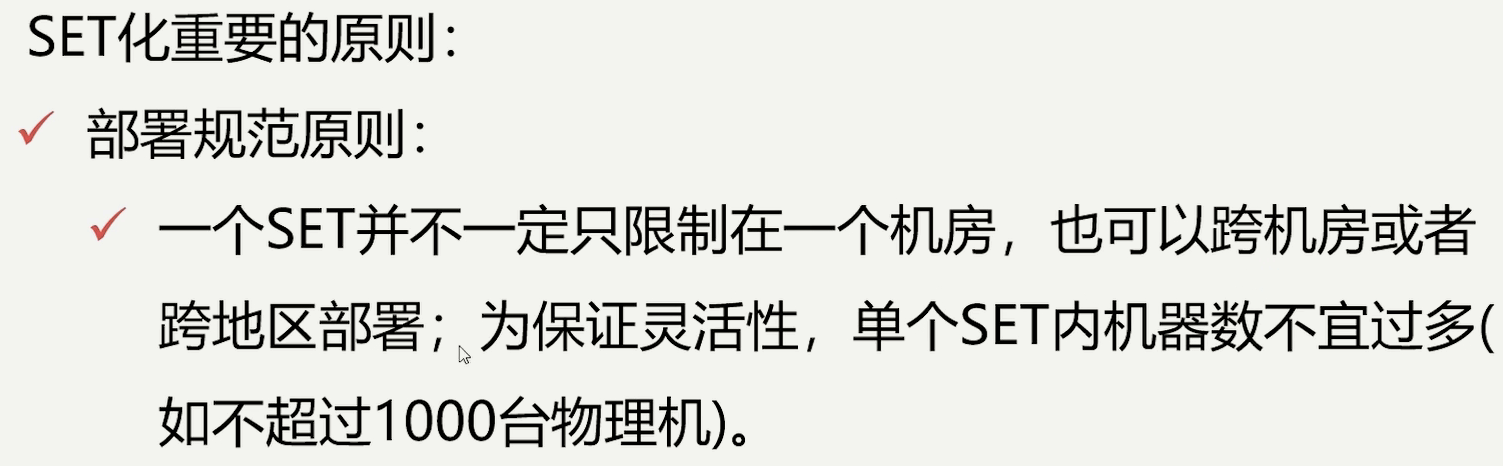 SET化重要的原则：
部署规范原则：
一个SET并不一定只限制在一个机房，也可以跨机房或者
跨地区部署；为保证灵活性，单个SET内机器数不宜过多(
如不超过1000台物理机)。